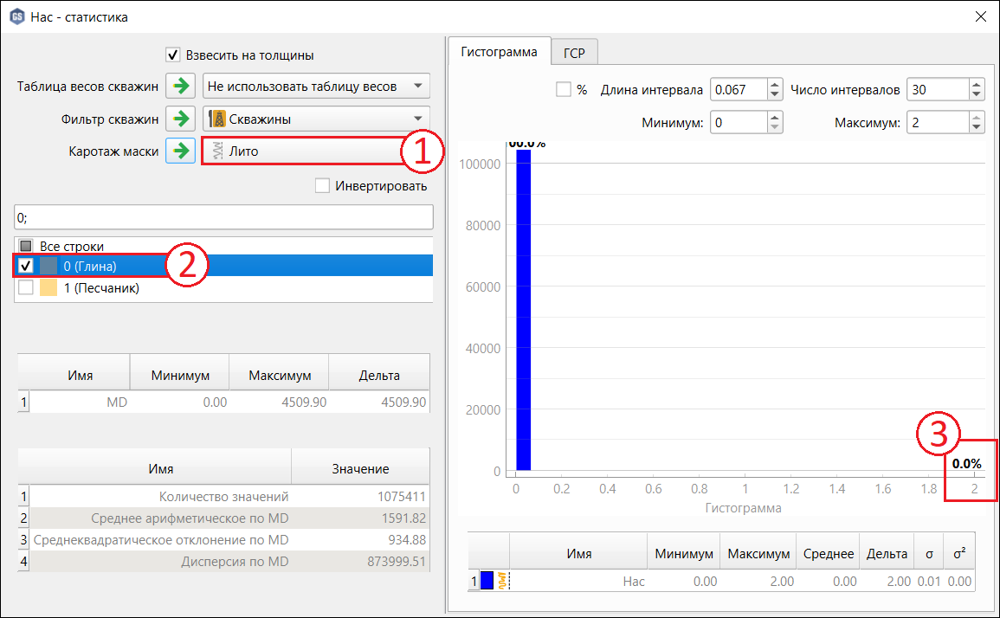 GS Нас - статистика
Взвесить на толщины
Таблица весов скважин Не использовать таблицу весов
Фильтр скважин Скважины
Каротаж маски Лито 1
Инвертировать
0;
Все строки
0 (Глина) 2
1 (Песчаник)
Имя Минимум Максимум Дельта
1 MD 0.00 4509.90 4509.90
Имя Значение
1 Количество значений 1075411
2 Среднее арифметическое по MD 1591.82
3 Среднеквадратическое отклонение по MD 934.88
4 Дисперсия по MD 873999.51
Гистограмма ГСР
% Длина интервала 0.067 Число интервалов 30
Минимум: 0 Максимум: 2
00.0%
100000
80000
60000
40000
20000
0
3
0.0%
0 0.2 0.4 0.6 0.8 1 1.2 1.4 1.6 1.8 2
Гистограмма
Имя Минимум Максимум Среднее Дельта σ σ²
1 Нас 0.00 2.00 0.00 2.00 0.01 0.00